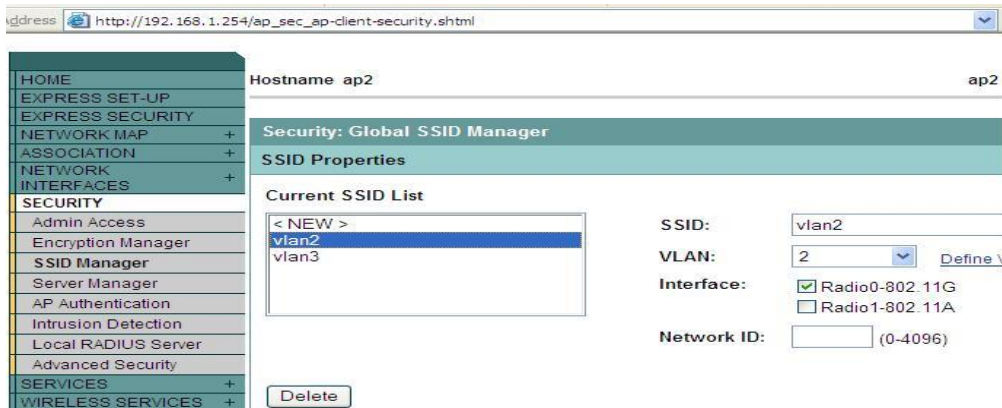 Address http://192.168.1.254/ap_sec_ap-client-security.shtml
HOME
EXPRESS SET-UP
EXPRESS SECURITY
NETWORK MAP +
ASSOCIATION +
NETWORK INTERFACES +
SECURITY
Admin Access
Encryption Manager
SSID Manager
Server Manager
AP Authentication
Intrusion Detection
Local RADIUS Server
Advanced Security
SERVICES +
WIRELESS SERVICES +
Hostname ap2 ap2
Security: Global SSID Manager
SSID Properties
Current SSID List
< NEW >
vlan2
vlan3
Delete
SSID: vlan2
VLAN: 2 Define
Interface: Radio0-802.11G
Radio1-802.11A
Network ID: (0-4096)